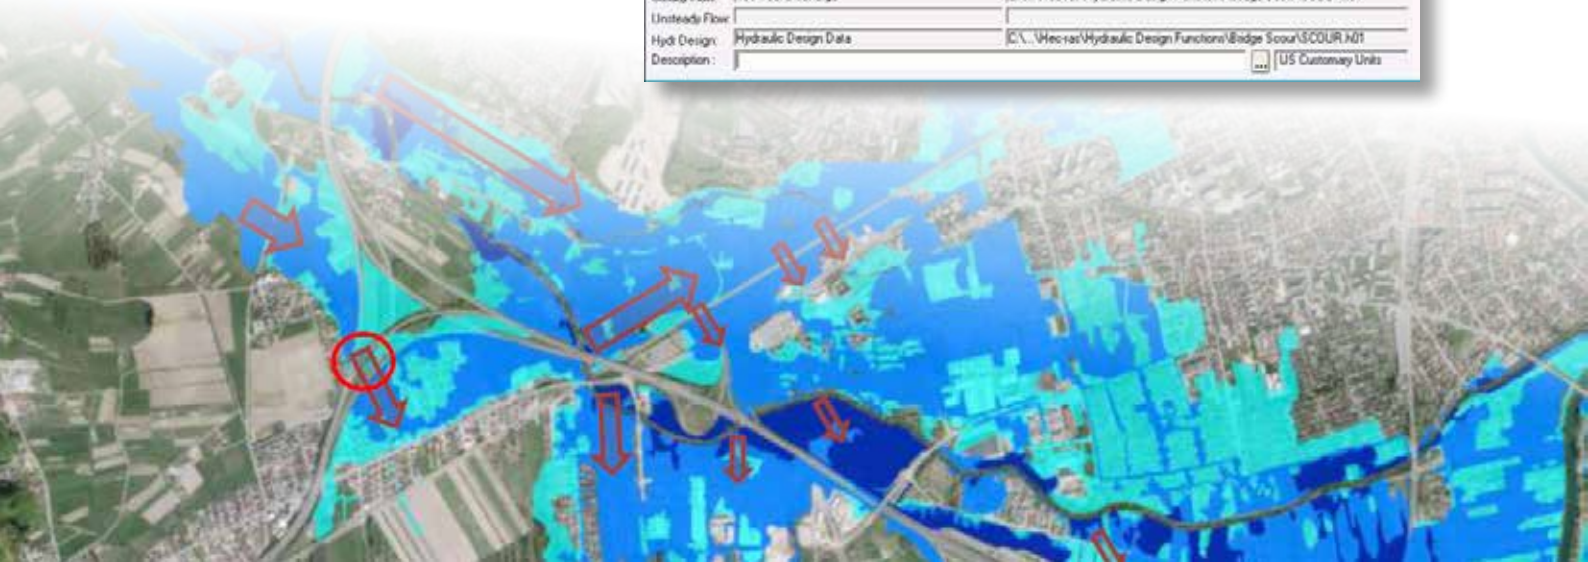 Unsteady Flow:
Hydr Design: Hydraulic Design Data C:\...\Hec-ras\Hydraulic Design Functions\Bridge Scour\SCOUR.h01
Description : ... US Customary Units